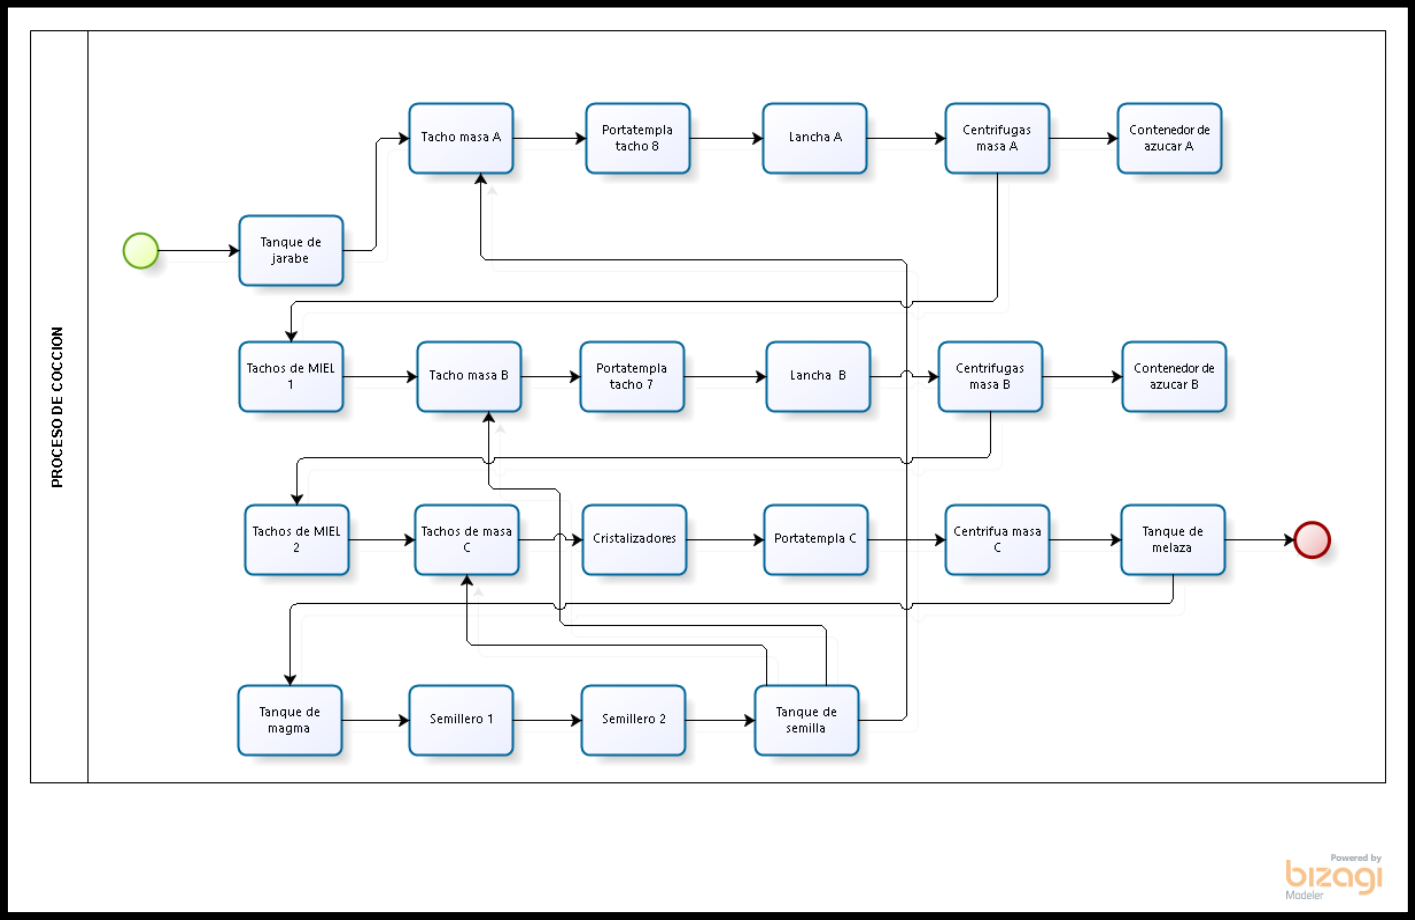 PROCESO DE COCCION
Tacho masa A
Portatempla
tacho 8
Lancha A
Centrifugas
masa A
Contenedor de
azucar A
Tanque de
jarabe
Tachos de MIEL
1
Tacho masa B
Portatempla
tacho 7
Lancha B
Centrifugas
masa B
Contenedor de
azucar B
Tachos de MIEL
2
Tachos de masa
C
Cristalizadores
Portatempla C
Centrifua masa
C
Tanque de
melaza
Tanque de
magma
Semillero 1
Semillero 2
Tanque de
semilla
Powered by
bizagi
Modeler